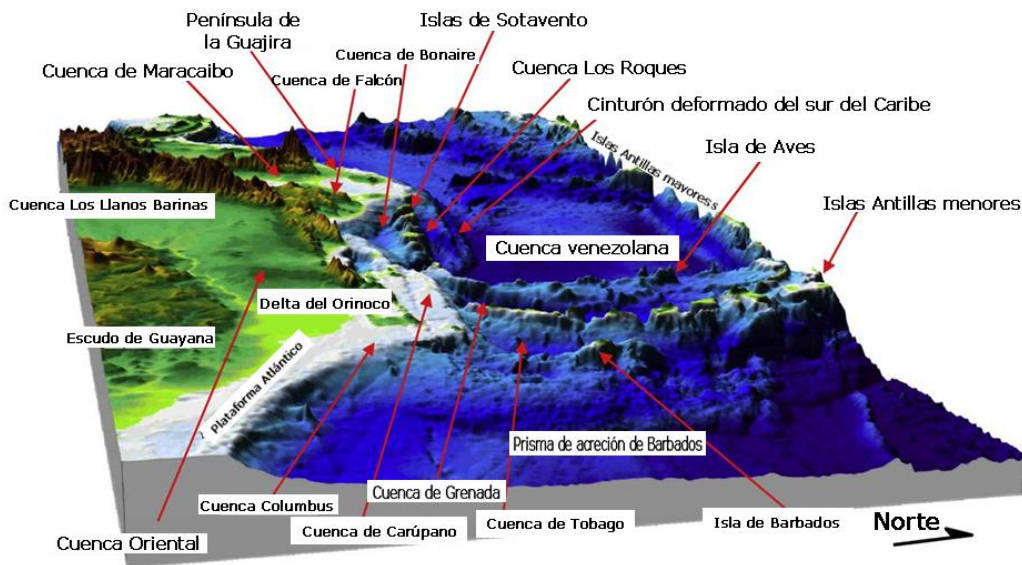 Península de
la Guajira
Islas de Sotavento
Cuenca de Bonaire
Cuenca de Maracaibo
Cuenca de Falcón
Cuenca Los Roques
Cinturón deformado del sur del Caribe
Islas Antillas mayores s
Isla de Aves
Cuenca Los Llanos Barinas
Islas Antillas menores
Cuenca venezolana
Delta del Orinoco
Escudo de Guayana
Plataforma Atlántico
Prisma de acreción de Barbados
Cuenca Columbus
Cuenca de Grenada
Cuenca de Carúpano
Cuenca de Tobago
Isla de Barbados
Norte
Cuenca Oriental